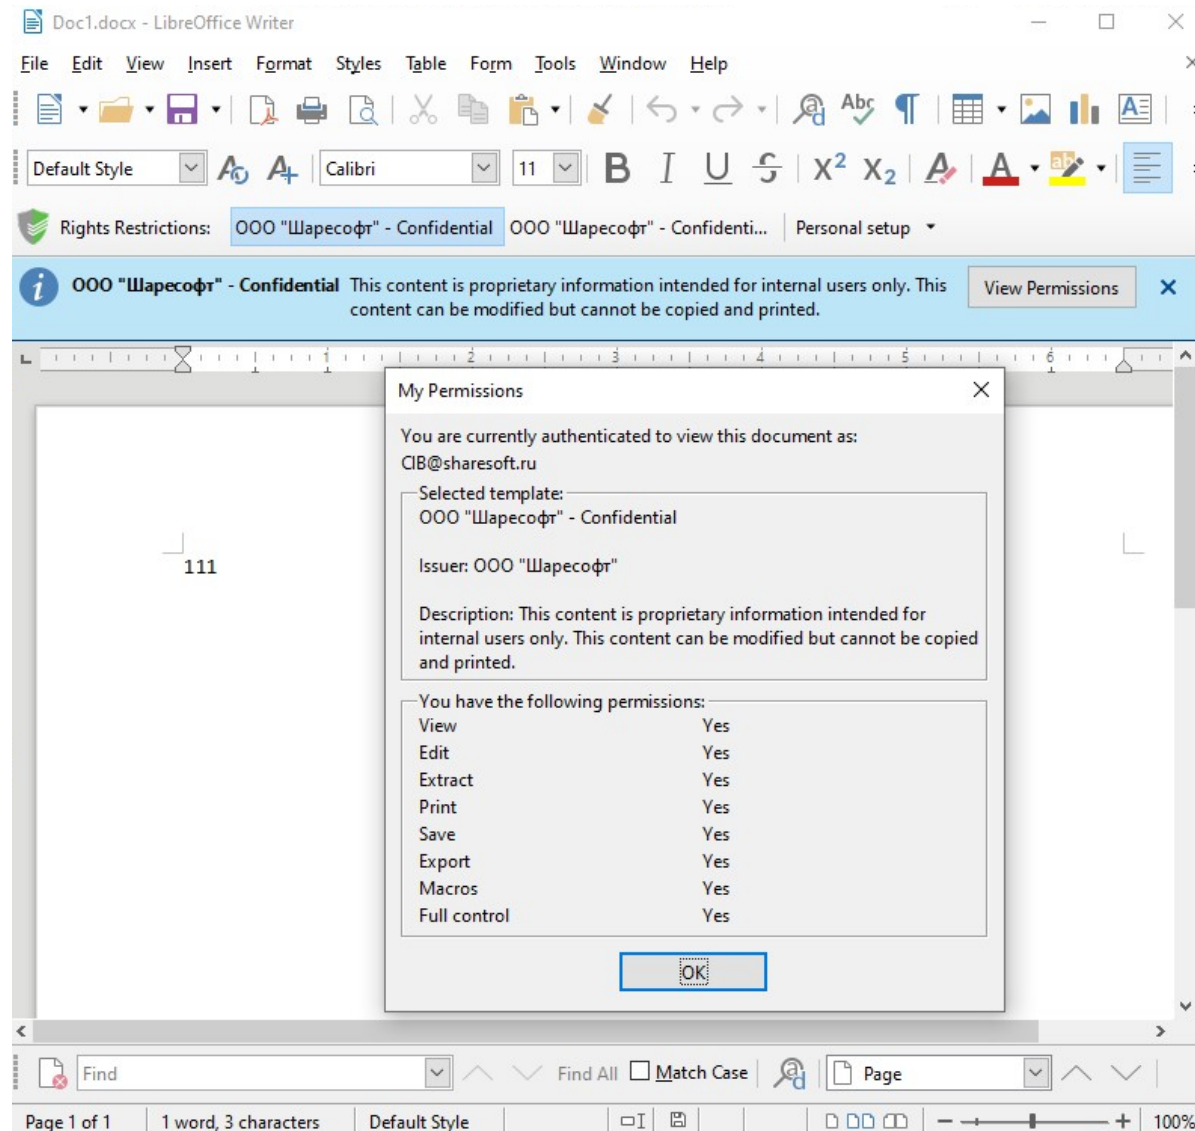 Doc1.docx - LibreOffice Writer
File Edit View Insert Format Styles Table Form Tools Window Help
Default Style Calibri 11
Rights Restrictions: ООО "Шаресофт" - Confidential ООО "Шаресофт" - Confidenti... Personal setup
ООО "Шаресофт" - Confidential This content is proprietary information intended for internal users only. This View Permissions
content can be modified but cannot be copied and printed.
1 2 3 4 5 6
My Permissions
You are currently authenticated to view this document as:
CIB@sharesoft.ru
Selected template:
ООО "Шаресофт" - Confidential
Issuer: ООО "Шаресофт"
Description: This content is proprietary information intended for
internal users only. This content can be modified but cannot be copied
and printed.
111
You have the following permissions:
View Yes
Edit Yes
Extract Yes
Print Yes
Save Yes
Export Yes
Macros Yes
Full control Yes
OK
Find Find All Match Case Page
Page 1 of 1 1 word, 3 characters Default Style 100%